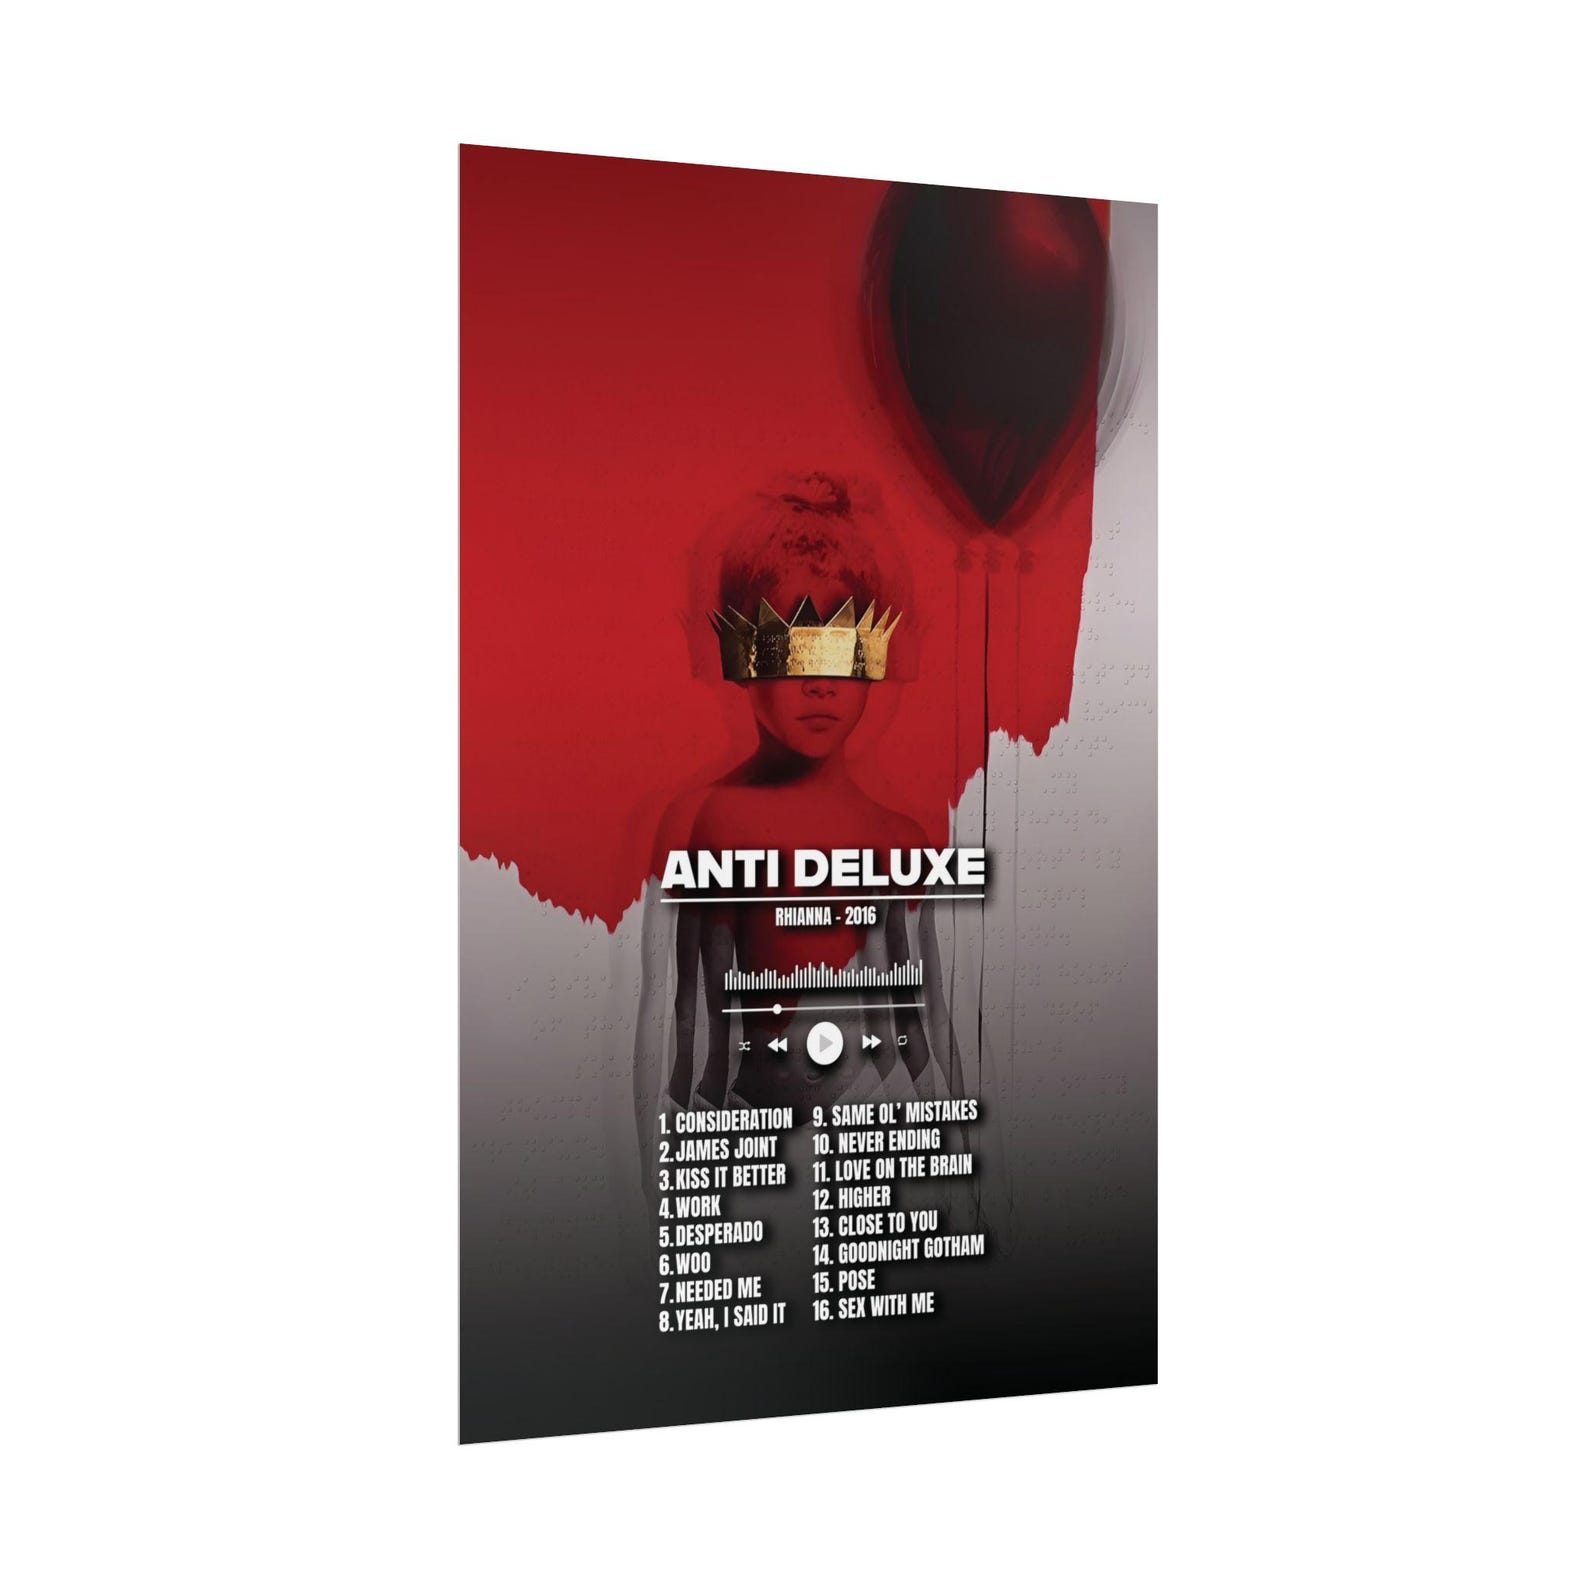 ANTI DELUXE
RHIANNA - 2016
1. CONSIDERATION
2. JAMES JOINT
3. KISS IT BETTER
4. WORK
5. DESPERADO
6. WOO
7. NEEDED ME
8. YEAH, I SAID IT
9. SAME OL' MISTAKES
10. NEVER ENDING
11. LOVE ON THE BRAIN
12. HIGHER
13. CLOSE TO YOU
14. GOODNIGHT GOTHAM
15. POSE
16. SEX WITH ME